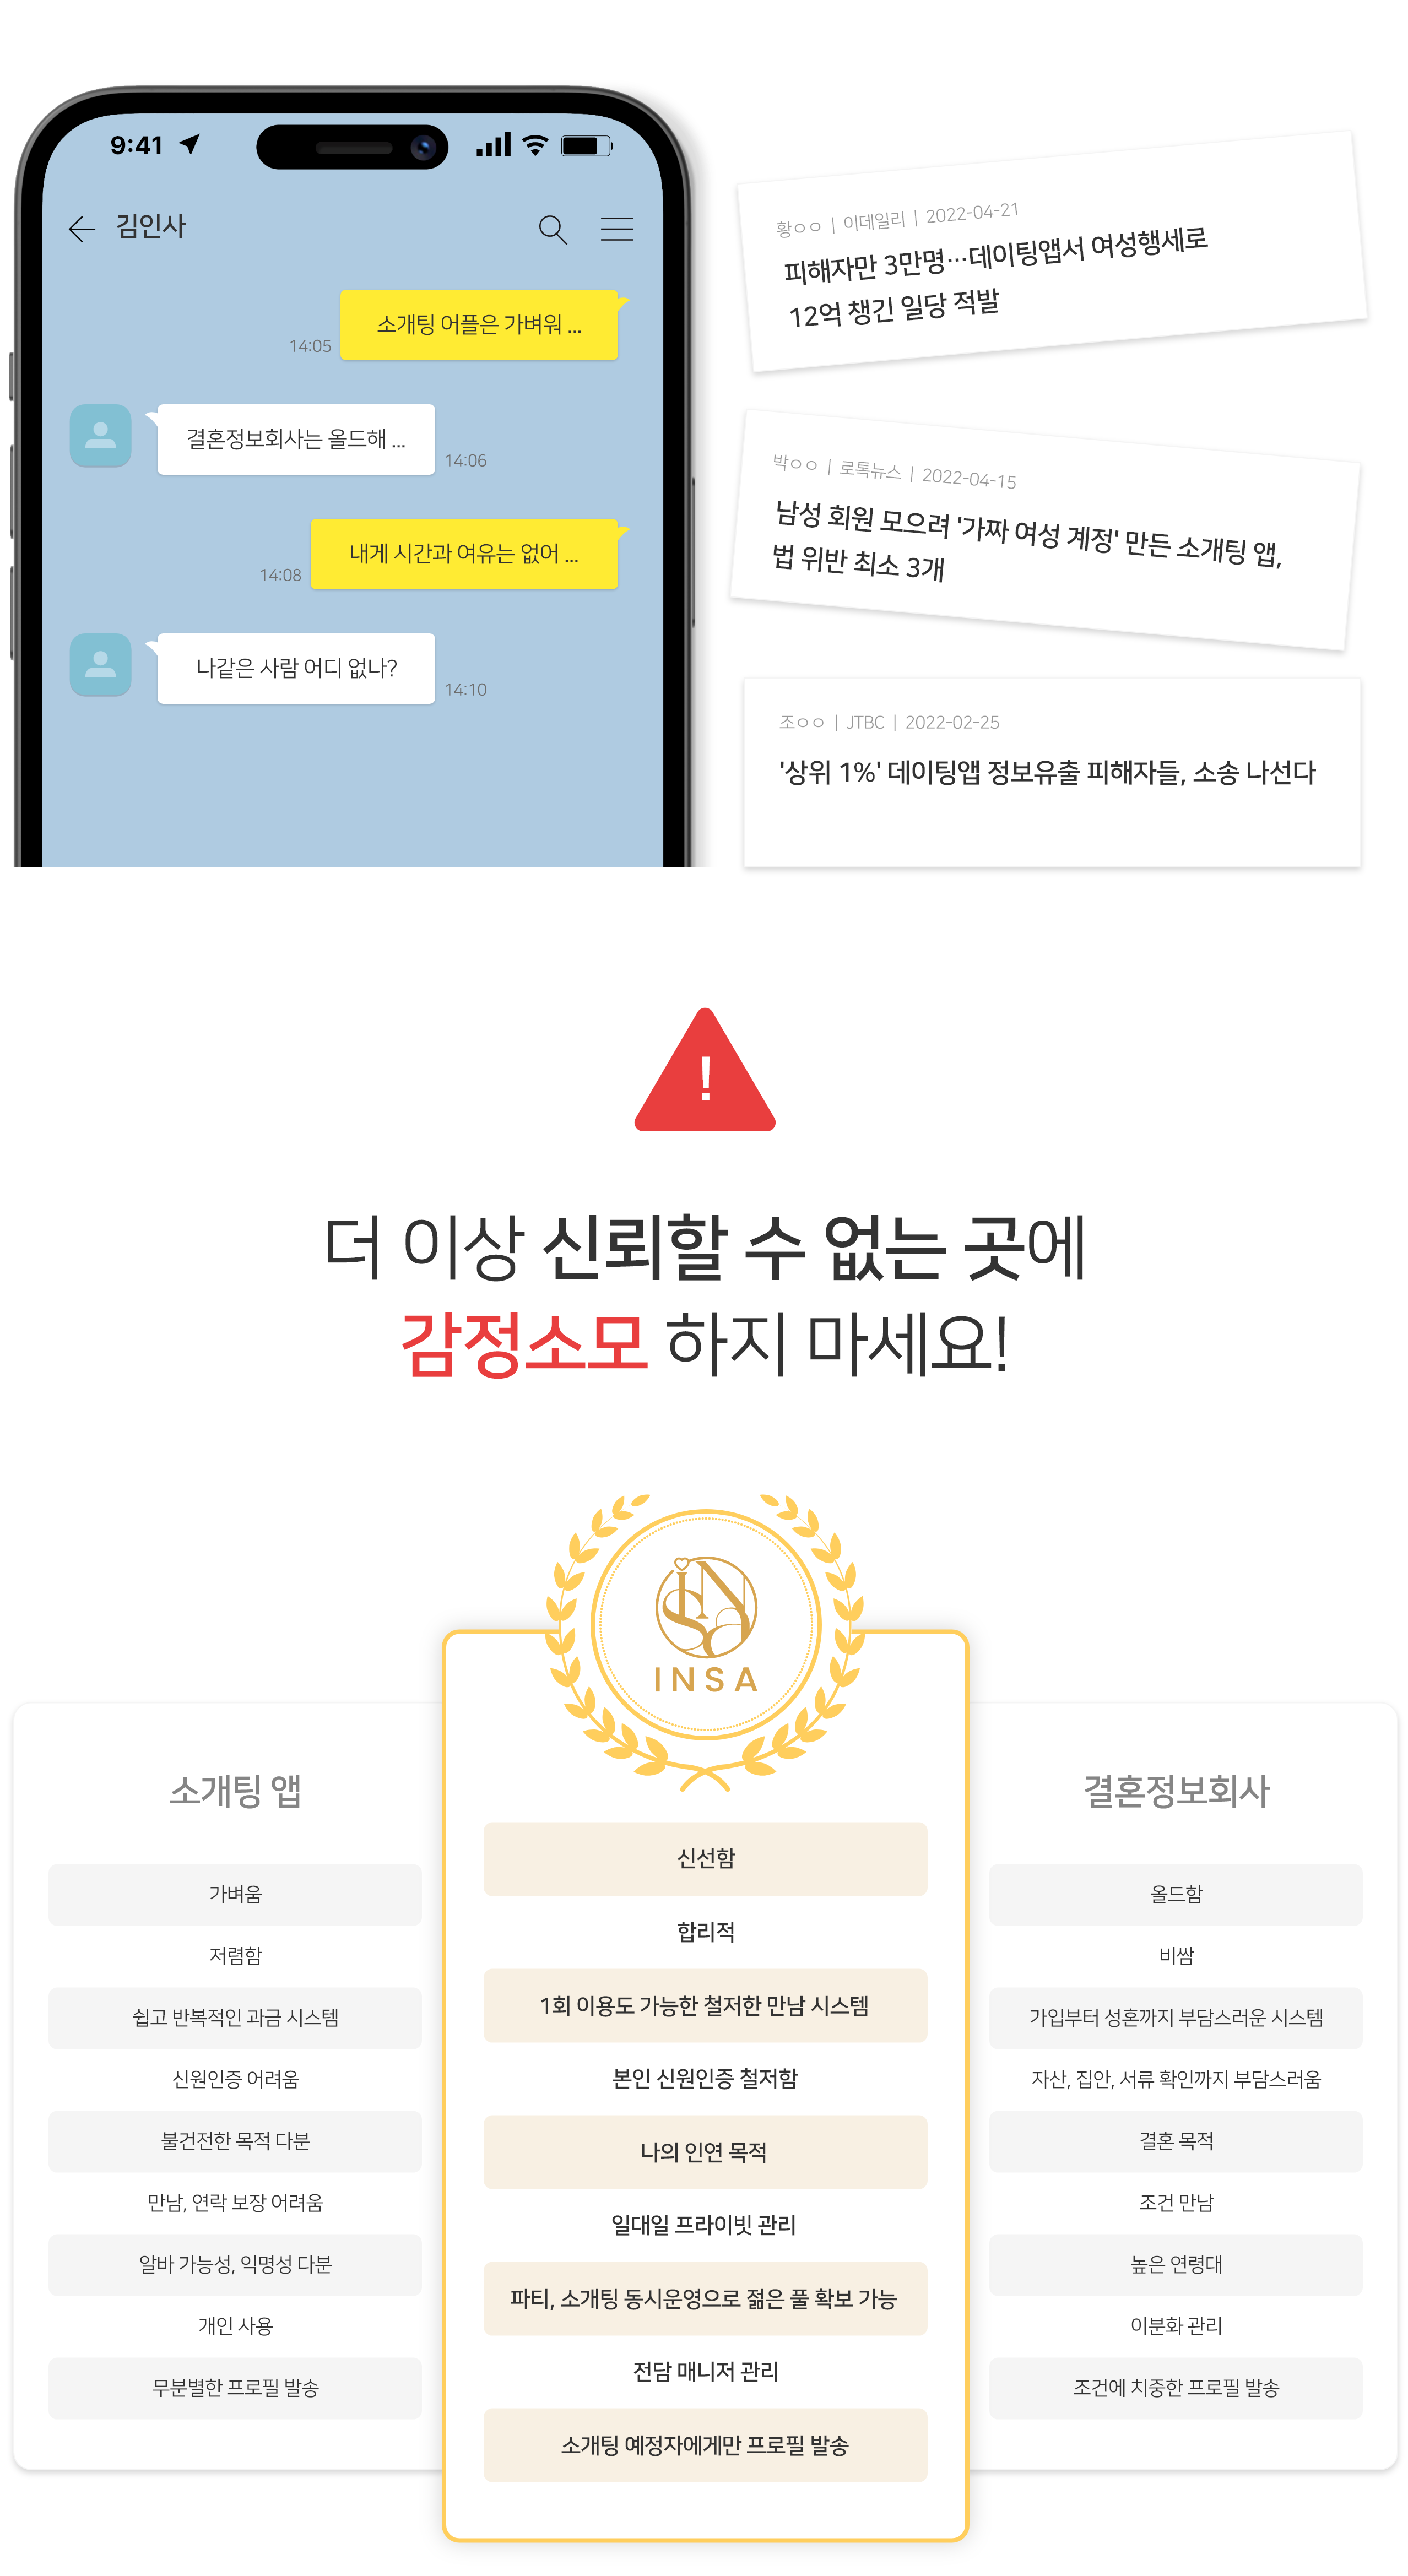 9:41
김인사
소개팅 어플은 가벼워 ...
14:05
결혼정보회사는 올드해 ...
14:06
내게 시간과 여유는 없어 ...
14:08
나같은 사람 어디 없나?
14:10
황ㅇㅇ | 이데일리 | 2022-04-21
피해자만 3만명…데이팅앱서 여성행세로
12억 챙긴 일당 적발
박ㅇㅇ | 로톡뉴스 | 2022-04-15
남성 회원 모으려 '가짜 여성 계정' 만든 소개팅 앱,
법 위반 최소 3개
조ㅇㅇ | JTBC | 2022-02-25
'상위 1%' 데이팅앱 정보유출 피해자들, 소송 나선다
!
더 이상 신뢰할 수 없는 곳에
감정소모 하지 마세요!
소개팅 앱
가벼움
저렴함
쉽고 반복적인 과금 시스템
신원인증 어려움
불건전한 목적 다분
만남, 연락 보장 어려움
알바 가능성, 익명성 다분
개인 사용
무분별한 프로필 발송
INSA
신선함
합리적
1회 이용도 가능한 철저한 만남 시스템
본인 신원인증 철저함
나의 인연 목적
일대일 프라이빗 관리
파티, 소개팅 동시운영으로 젊은 풀 확보 가능
전담 매니저 관리
소개팅 예정자에게만 프로필 발송
결혼정보회사
올드함
비쌈
가입부터 성혼까지 부담스러운 시스템
자산, 집안, 서류 확인까지 부담스러움
결혼 목적
조건 만남
높은 연령대
이분화 관리
조건에 치중한 프로필 발송